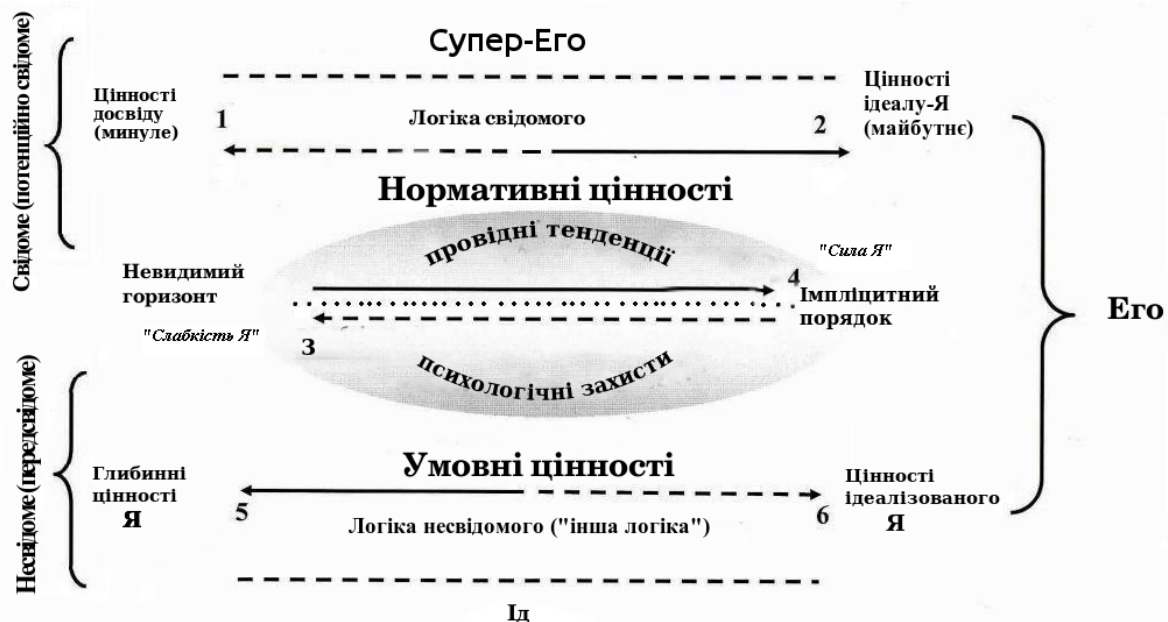 Супер-Его
Свідоме (потенційно свідоме)
Цінності
досвіду
(минуле)
1
Логіка свідомого
2
Цінності
ідеалу-Я
(майбутнє)
Нормативні цінності
провідні тенденції
"Сила Я"
Невидимий
горизонт
4
Імпліцитний
порядок
Его
"Слабкість Я"
3
психологічні захисти
Несвідоме (передсвідоме)
Умовні цінності
Глибинні
цінності
Я
5
6
Цінності
ідеалізованого
Я
Логіка несвідомого ("інша логіка")
Ід